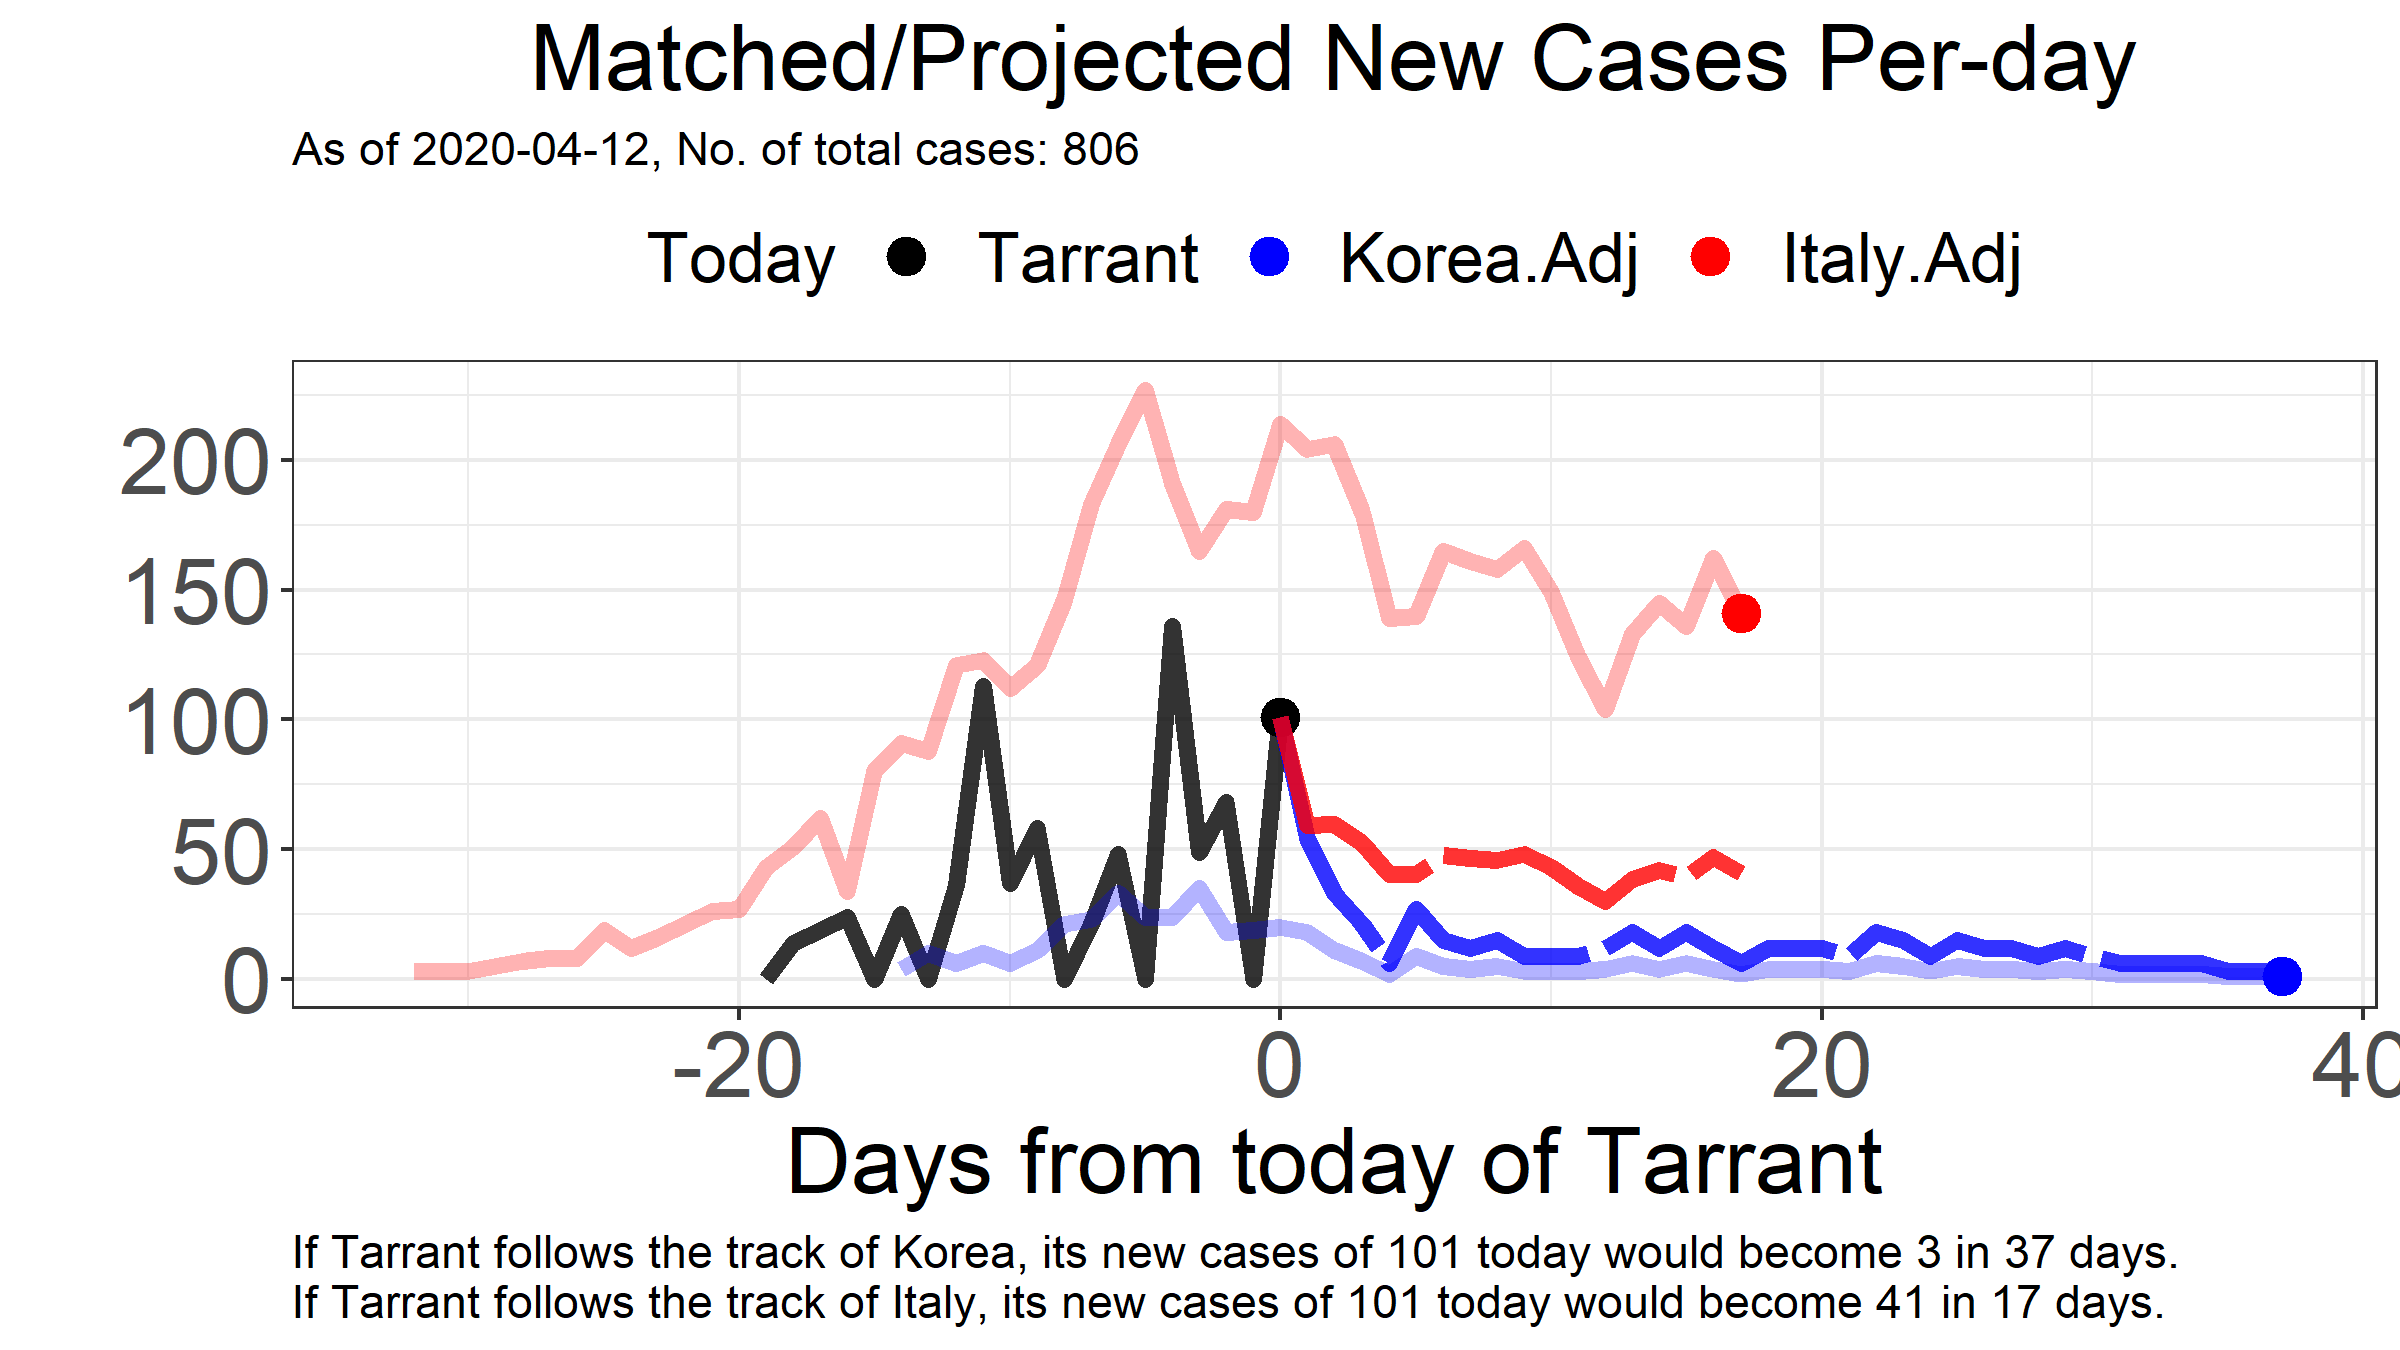 Matched/Projected New Cases Per-day
As of 2020-04-12, No. of total cases: 806
Today Tarrant Korea.Adj Italy.Adj
200
150
100
50
0
-20 0 20 40
Days from today of Tarrant
If Tarrant follows the track of Korea, its new cases of 101 today would become 3 in 37 days.
If Tarrant follows the track of Italy, its new cases of 101 today would become 41 in 17 days.